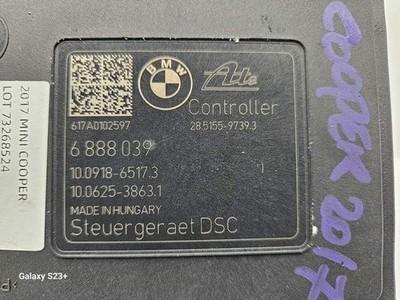 BMW
Ate
Controller
617A0102597
28.5155-9739.3
6 888 039
10.0918-6517.3
10.0625-3863.1
MADE IN HUNGARY
Steuergeraet DSC
2017 MINI COOPER
LOT 73268524
COOPER 2017
Galaxy S23+